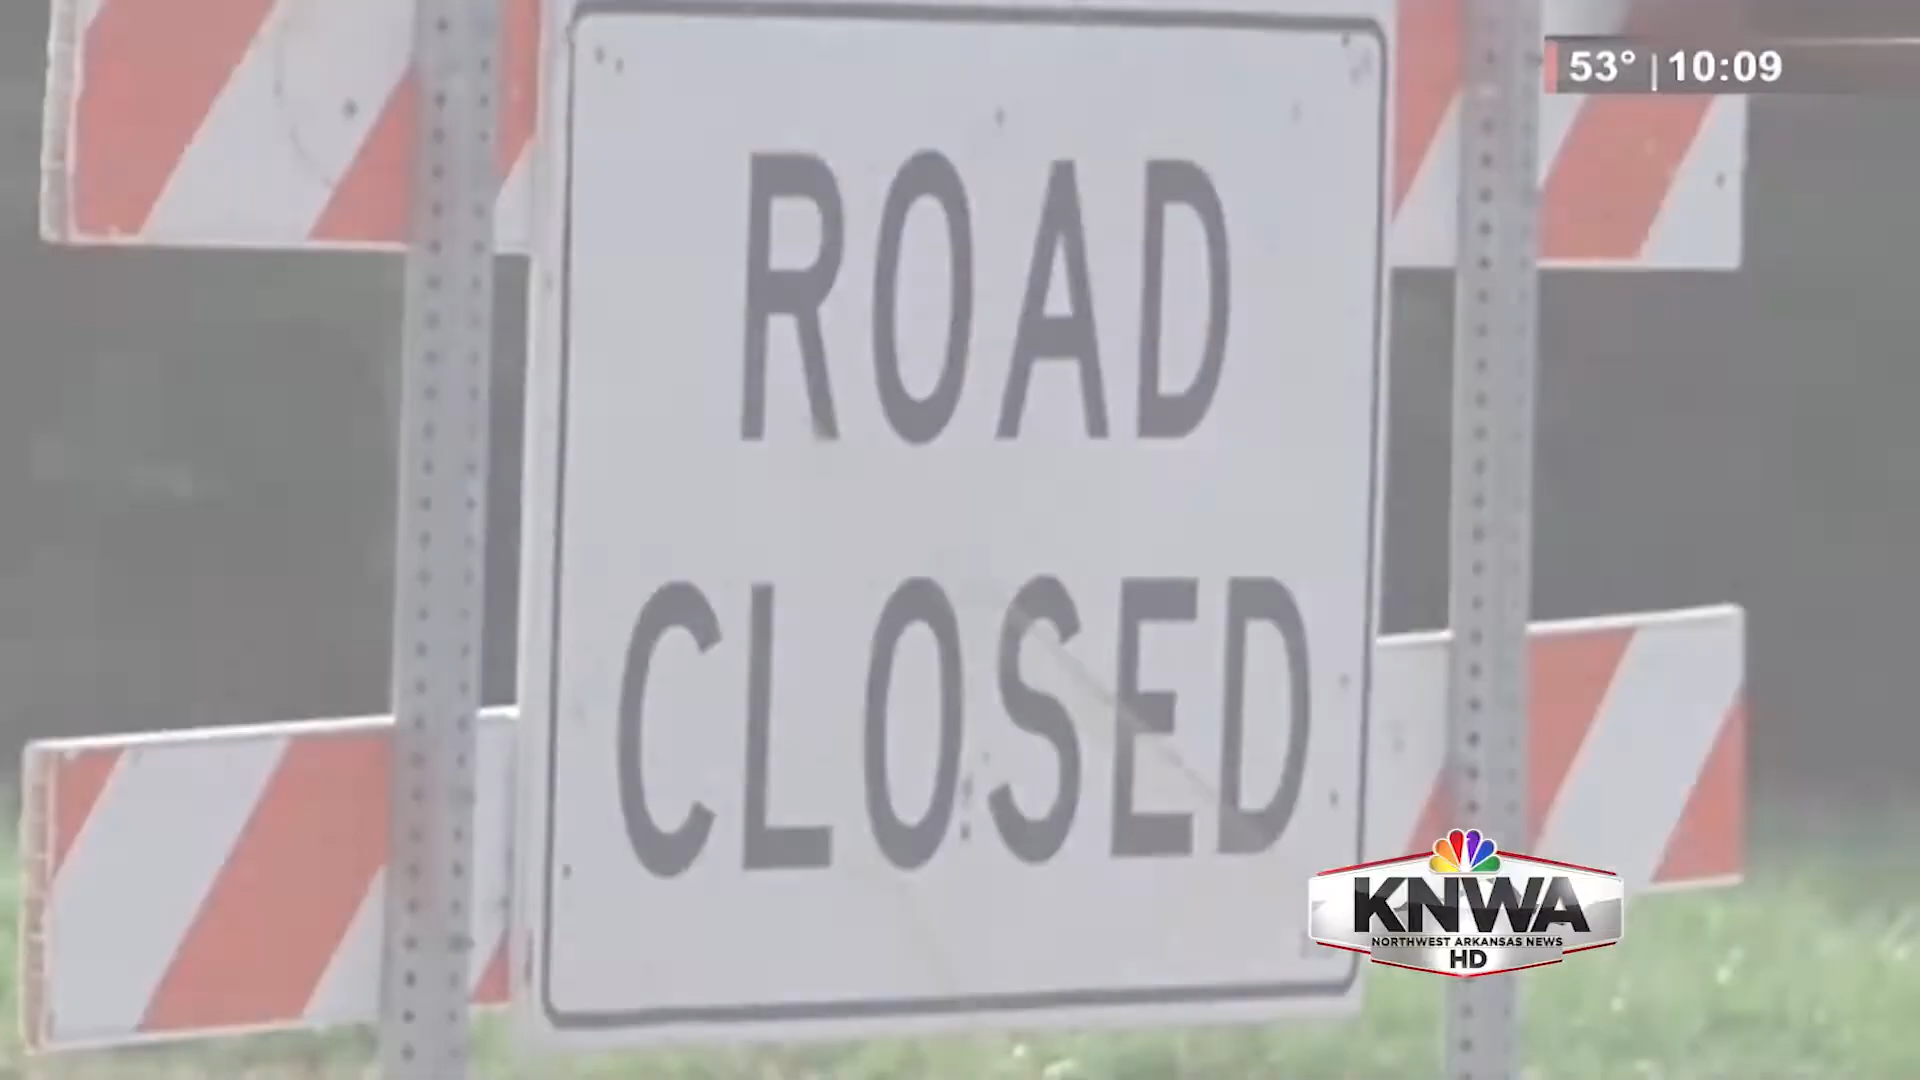 53° | 10:09
ROAD
CLOSED
KNWA
NORTHWEST ARKANSAS NEWS
HD